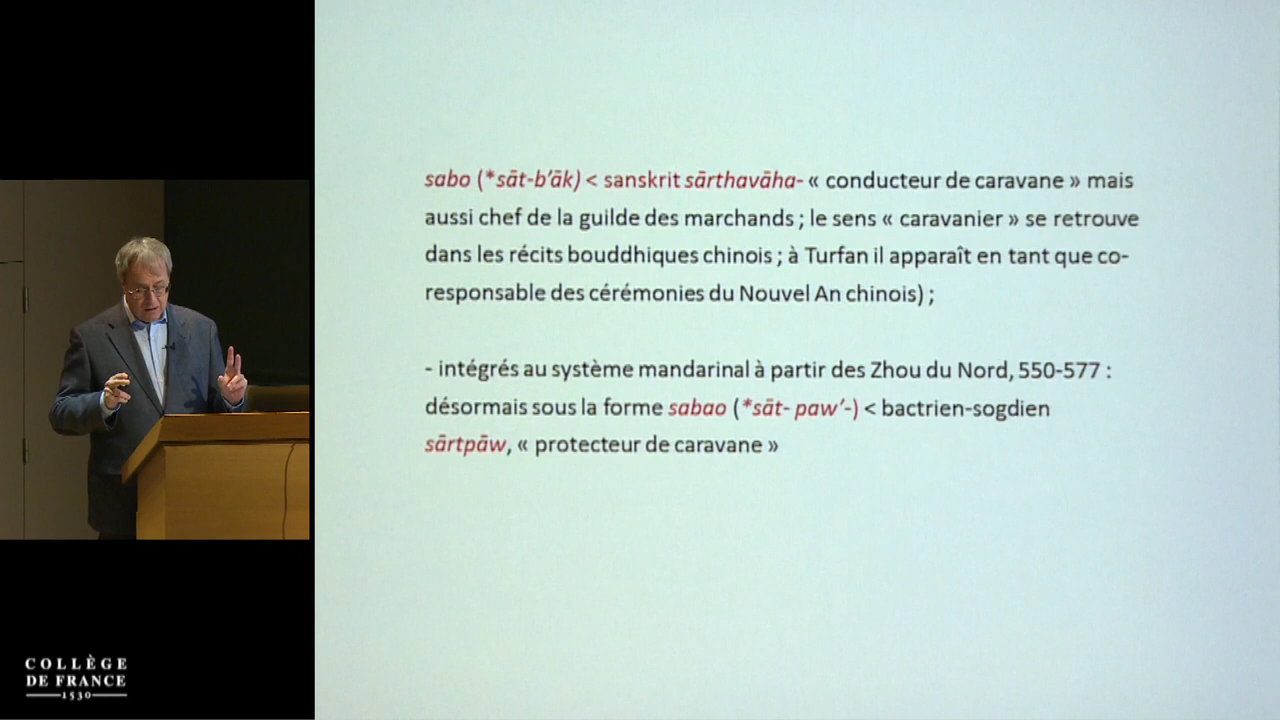 sabo (*sāt-b’āk) < sanskrit sārthavāha- « conducteur de caravane » mais
aussi chef de la guilde des marchands ; le sens « caravanier » se retrouve
dans les récits bouddhiques chinois ; à Turfan il apparaît en tant que co-
responsable des cérémonies du Nouvel An chinois) ;
- intégrés au système mandarinal à partir des Zhou du Nord, 550-577 :
désormais sous la forme sabao (*sāt- paw’-) < bactrien-sogdien
sārtpāw, « protecteur de caravane »
COLLÈGE
DE FRANCE
1530